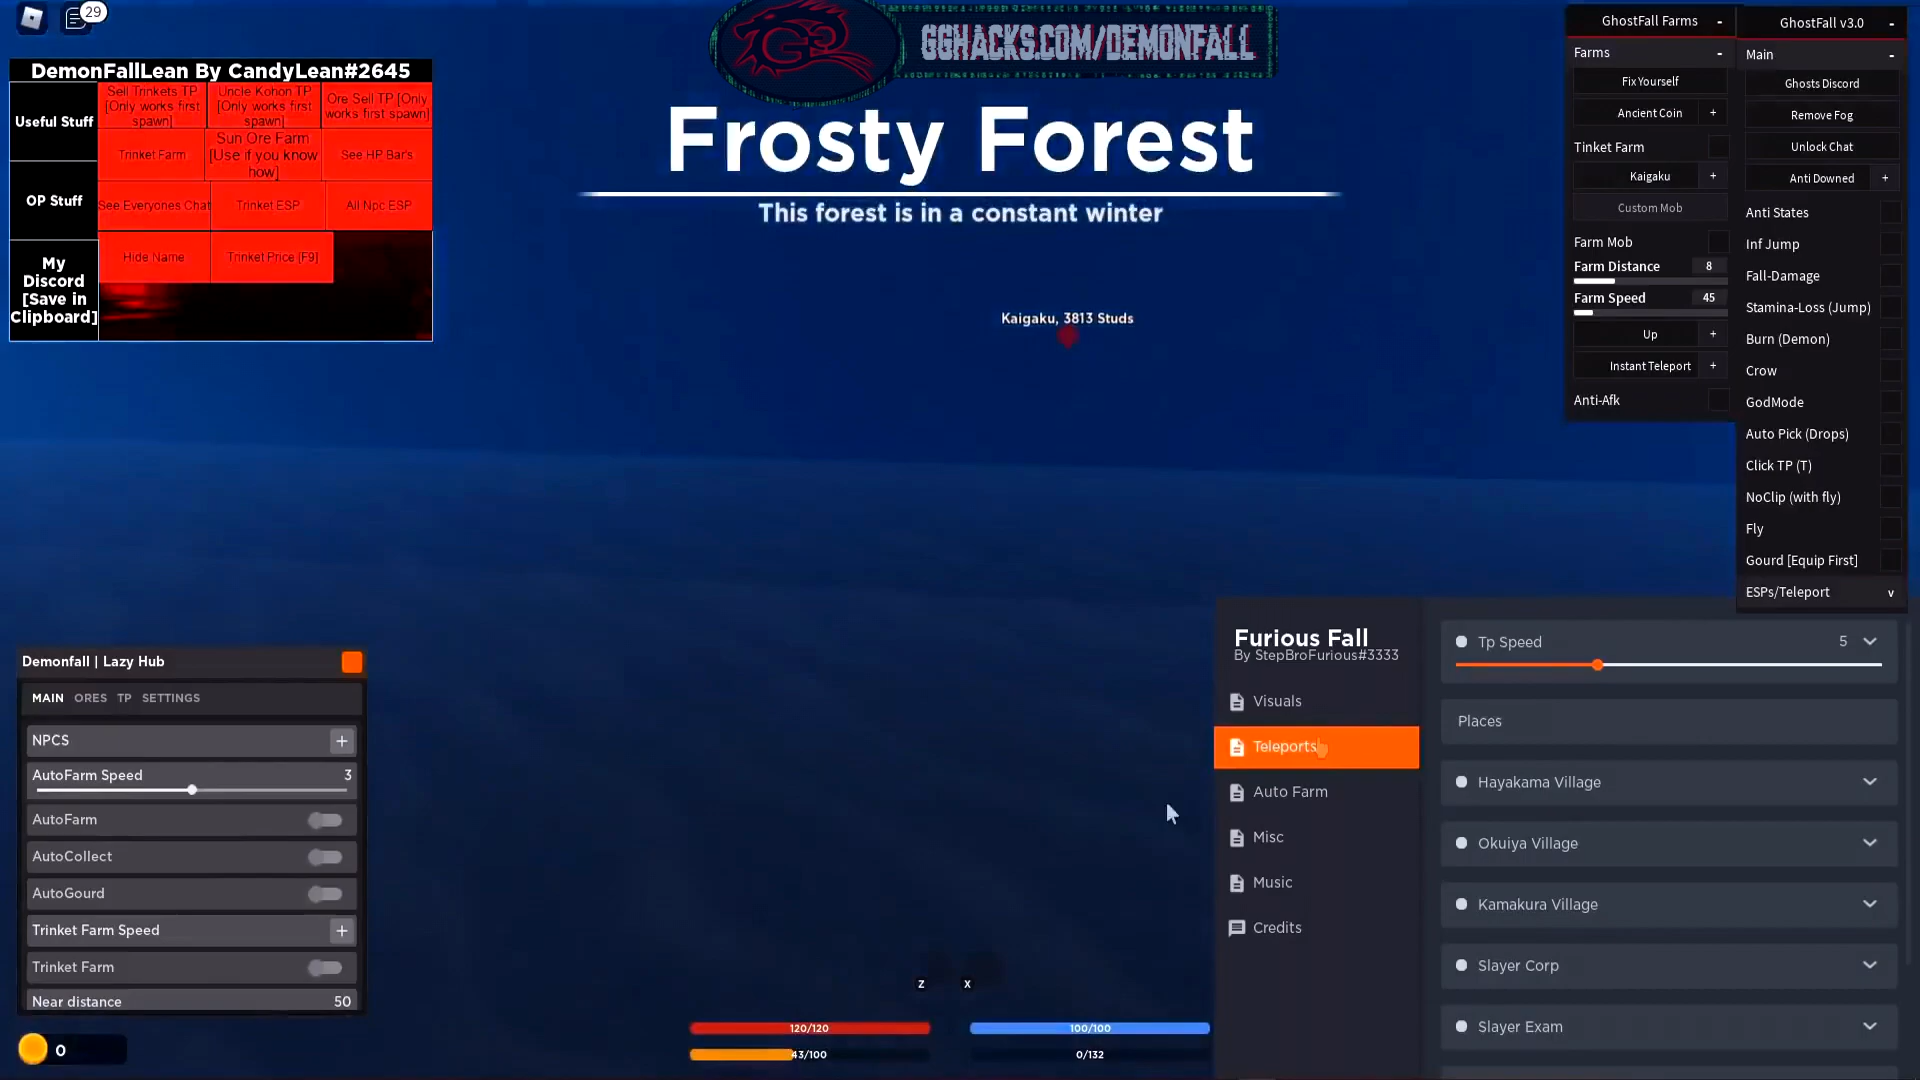 29
DemonFallLean By CandyLean#2645
Useful Stuff
OP Stuff
My
Discord
[Save in
Clipboard]
Sell Trinkets TP
[Only works first
spawn]
Uncle Kohon TP
[Only works first
spawn]
Ore Sell TP [Only
works first spawn]
Trinket Farm
Sun Ore Farm
[Use if you know
how]
See HP Bar's
See Everyones Chat
Trinket ESP
All Npc ESP
Hide Name
Trinket Price [F9]
GGHACKS.COM/DEMONFALL
Frosty Forest
This forest is in a constant winter
Kaigaku, 3813 Studs
GhostFall Farms -
Farms -
Fix Yourself
Ancient Coin +
Tinket Farm
Kaigaku +
Custom Mob
Farm Mob
Farm Distance 8
Farm Speed 45
Up +
Instant Teleport +
Anti-Afk
GhostFall v3.0 -
Main -
Ghosts Discord
Remove Fog
Unlock Chat
Anti Downed +
Anti States
Inf Jump
Fall-Damage
Stamina-Loss (Jump)
Burn (Demon)
Crow
GodMode
Auto Pick (Drops)
Click TP (T)
NoClip (with fly)
Fly
Gourd [Equip First]
ESPs/Teleport v
Demonfall | Lazy Hub
MAIN ORES TP SETTINGS
NPCS +
AutoFarm Speed 3
AutoFarm
AutoCollect
AutoGourd
Trinket Farm Speed +
Trinket Farm
Near distance 50
0
Z X
120/120
100/100
43/100
0/132
Furious Fall
By StepBroFurious#3333
Visuals
Teleports
Auto Farm
Misc
Music
Credits
Tp Speed 5
Places
Hayakama Village
Okuiya Village
Kamakura Village
Slayer Corp
Slayer Exam